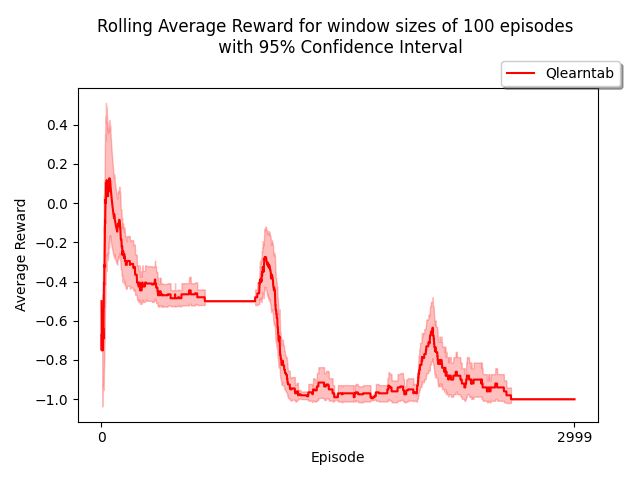 Rolling Average Reward for window sizes of 100 episodes
with 95% Confidence Interval
Qlearntab
0.4
0.2
0.0
−0.2
−0.4
−0.6
−0.8
−1.0
Average Reward
0
2999
Episode